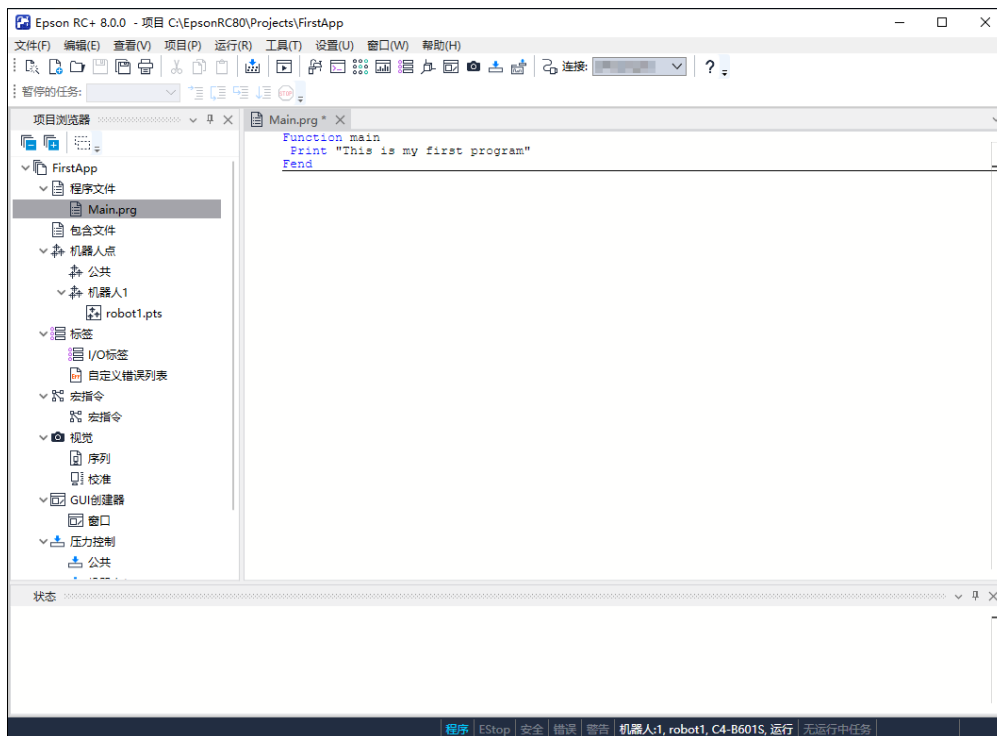 Epson RC+ 8.0.0 - 项目 C:\EpsonRC80\Projects\FirstApp
文件(F) 编辑(E) 查看(V) 项目(P) 运行(R) 工具(T) 设置(U) 窗口(W) 帮助(H)
连接:
暂停的任务:
STOP
项目浏览器
Main.prg *
Function main
Print "This is my first program"
Fend
FirstApp
程序文件
Main.prg
包含文件
机器人点
公共
机器人1
robot1.pts
标签
I/O标签
Err 自定义错误列表
宏指令
宏指令
视觉
序列
校准
GUI创建器
窗口
压力控制
公共
状态
程序 EStop 安全 错误 警告 机器人:1, robot1, C4-B601S, 运行 无运行中任务